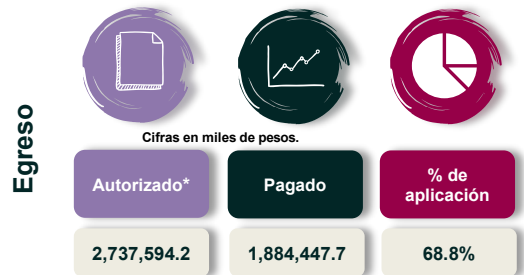 Egreso
Cifras en miles de pesos.
Autorizado*
Pagado
% de
aplicación
2,737,594.2
1,884,447.7
68.8%